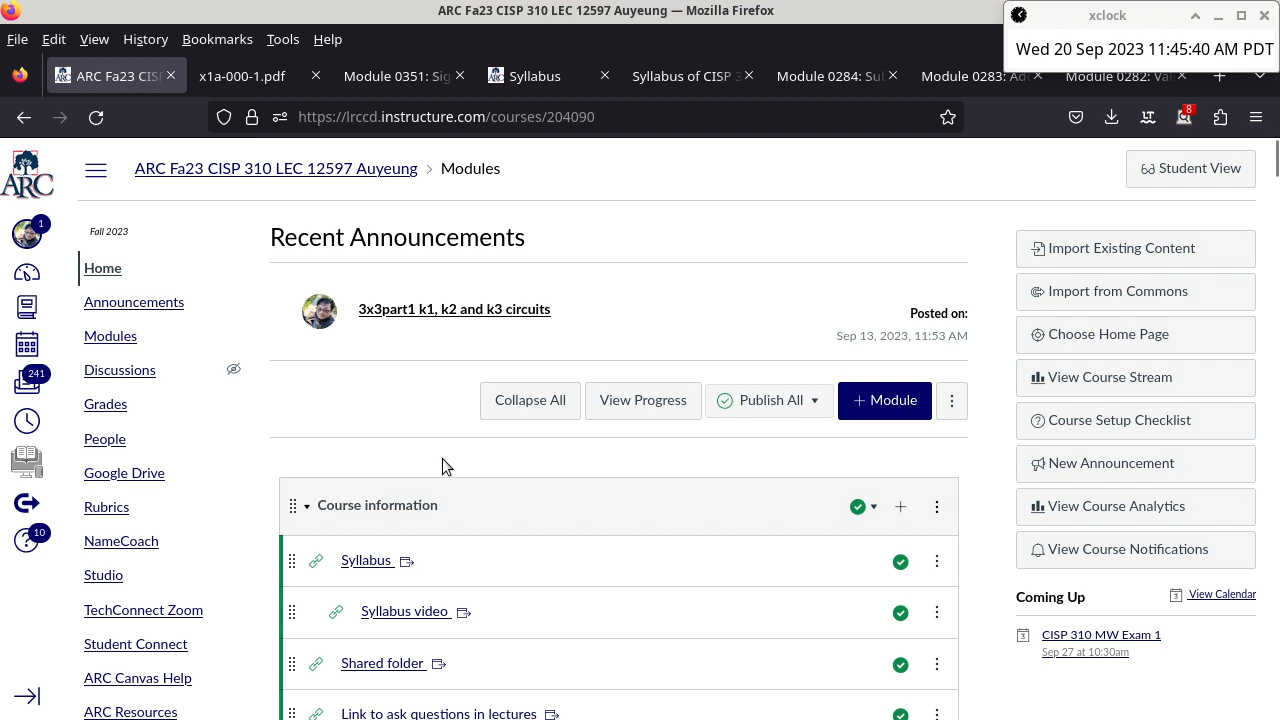 ARC Fa23 CISP 310 LEC 12597 Auyeung — Mozilla Firefox
xclock
Wed 20 Sep 2023 11:45:40 AM PDT
File Edit View History Bookmarks Tools Help
ARC Fa23 CIS
x1a-000-1.pdf
Module 0351: Sig
Syllabus
Syllabus of CISP 3
Module 0284: Sul
Module 0283: Ad
Module 0282: Val
https://lrccd.instructure.com/courses/204090
8
ARC
ARC Fa23 CISP 310 LEC 12597 Auyeung > Modules
Student View
1
241
10
Fall 2023
Home
Announcements
Modules
Discussions
Grades
People
Google Drive
Rubrics
NameCoach
Studio
TechConnect Zoom
Student Connect
ARC Canvas Help
ARC Resources
Recent Announcements
3x3part1 k1, k2 and k3 circuits
Posted on:
Sep 13, 2023, 11:53 AM
Collapse All
View Progress
Publish All
+ Module
Course information
Syllabus
Syllabus video
Shared folder
Link to ask questions in lectures
Import Existing Content
Import from Commons
Choose Home Page
View Course Stream
Course Setup Checklist
New Announcement
View Course Analytics
View Course Notifications
Coming Up
View Calendar
CISP 310 MW Exam 1
Sep 27 at 10:30am